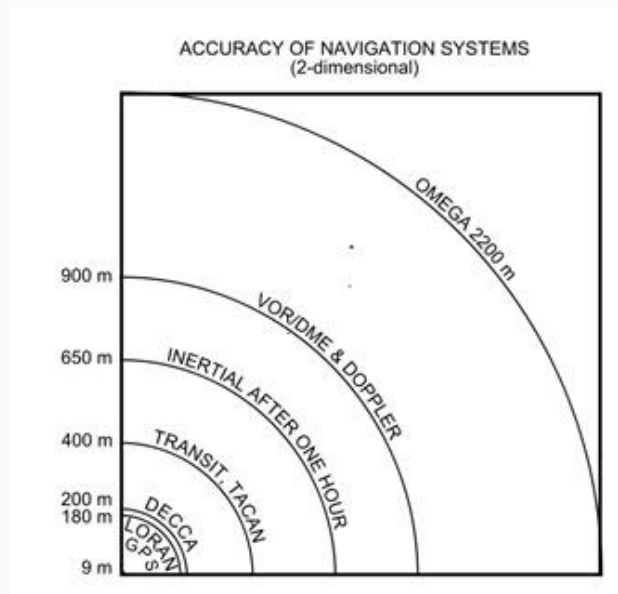 ACCURACY OF NAVIGATION SYSTEMS
(2-dimensional)
OMEGA 2200 m
900 m
VOR/DME & DOPPLER
650 m
INERTIAL AFTER ONE HOUR
400 m
TRANSIT, TACAN
200 m
DECCA
180 m
LORAN
GPS
9 m